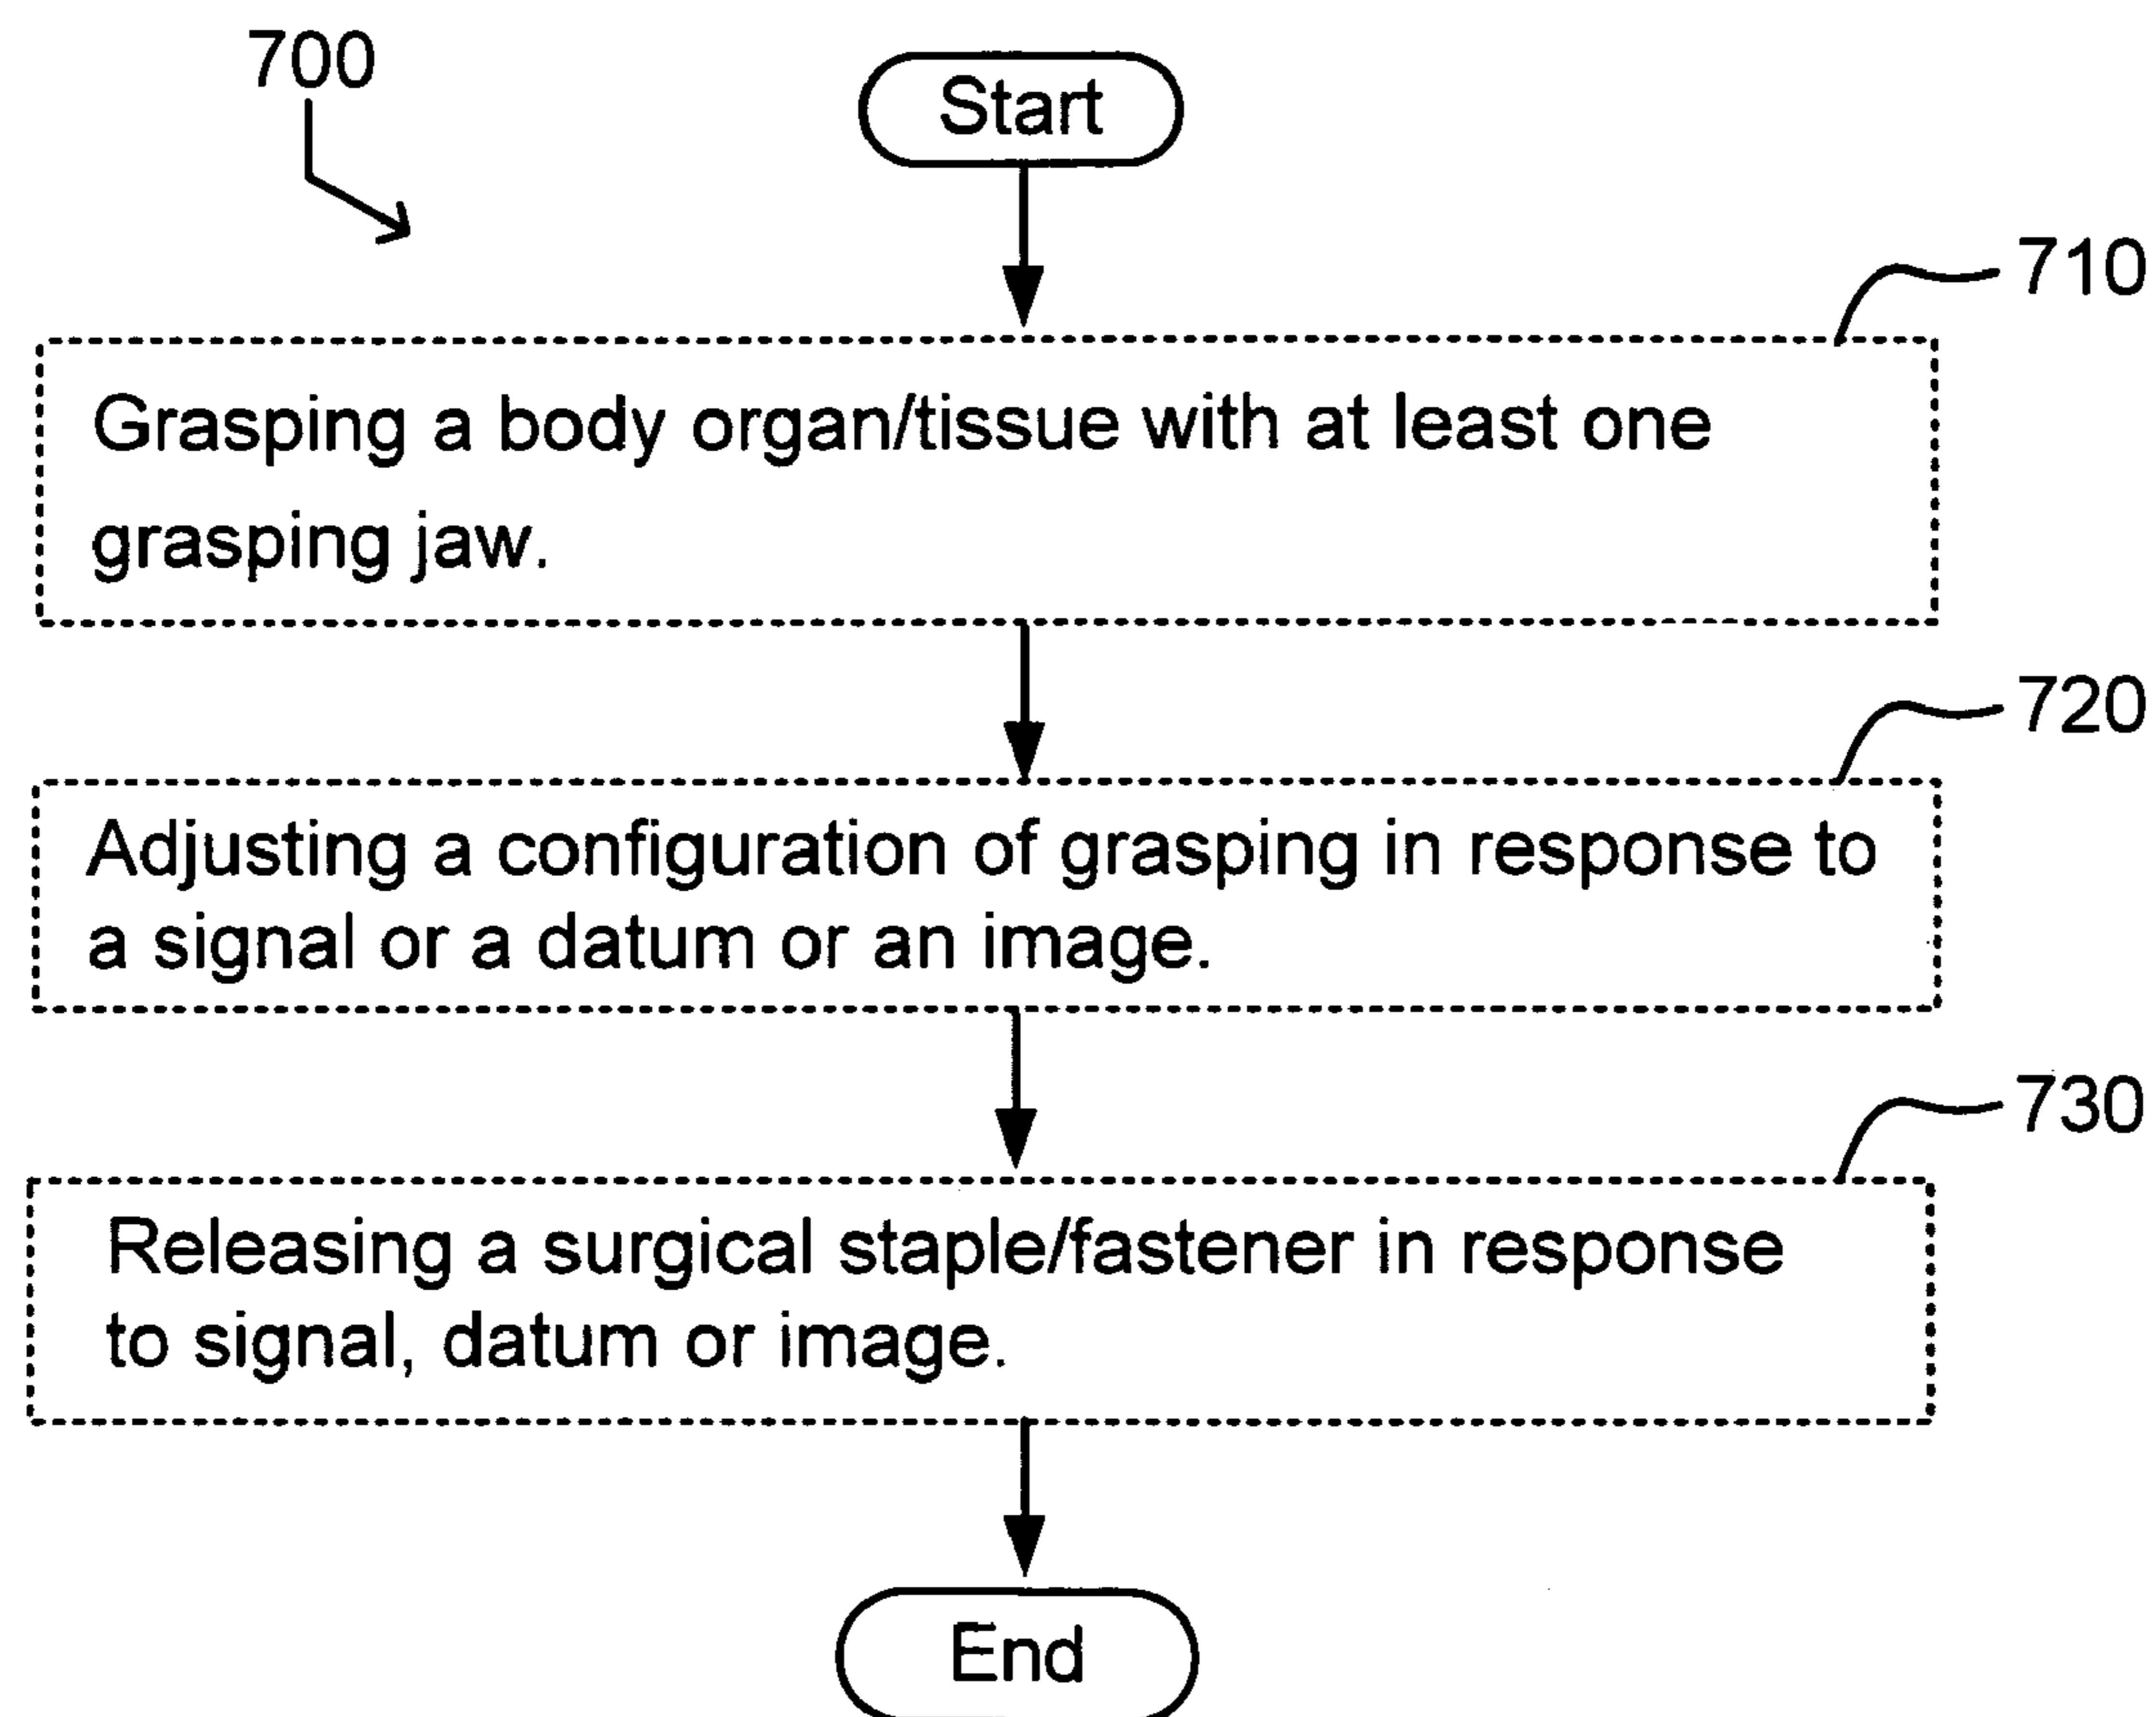 700
Start
710
Grasping a body organ/tissue with at least one
grasping jaw.
720
Adjusting a configuration of grasping in response to
a signal or a datum or an image.
730
Releasing a surgical staple/fastener in response
to signal, datum or image.
End